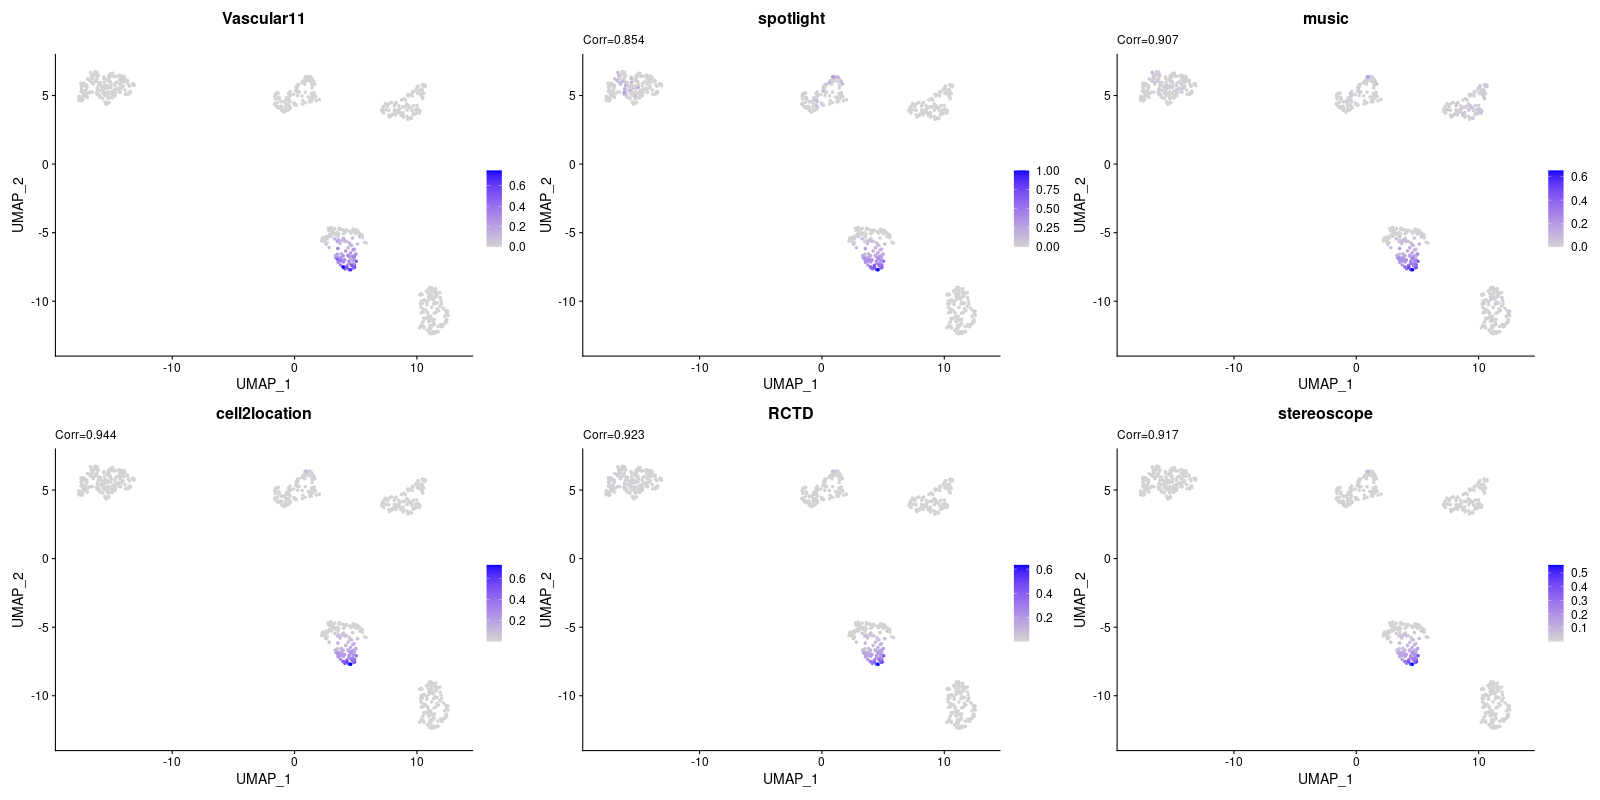 Vascular11
5
0
-5
-10
-10
0
10
UMAP_1
UMAP_2
0.6
0.4
0.2
0.0
spotlight
Corr=0.854
5
0
-5
-10
-10
0
10
UMAP_1
UMAP_2
1.00
0.75
0.50
0.25
0.00
music
Corr=0.907
5
0
-5
-10
-10
0
10
UMAP_1
UMAP_2
0.6
0.4
0.2
0.0
cell2location
Corr=0.944
5
0
-5
-10
-10
0
10
UMAP_1
UMAP_2
0.6
0.4
0.2
RCTD
Corr=0.923
5
0
-5
-10
-10
0
10
UMAP_1
UMAP_2
0.6
0.4
0.2
stereoscope
Corr=0.917
5
0
-5
-10
-10
0
10
UMAP_1
UMAP_2
0.5
0.4
0.3
0.2
0.1